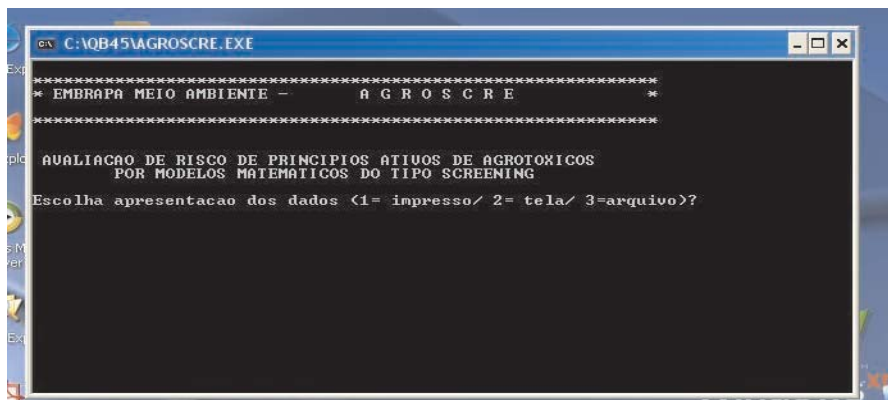 C:\QB45\AGROSCRE.EXE
****************************************************************
* EMBRAPA MEIO AMBIENTE - A G R O S C R E *
****************************************************************
AVALIACAO DE RISCO DE PRINCIPIOS ATIVOS DE AGROTOXICOS
POR MODELOS MATEMATICOS DO TIPO SCREENING
Escolha apresentacao dos dados (1= impresso/ 2= tela/ 3=arquivo)?